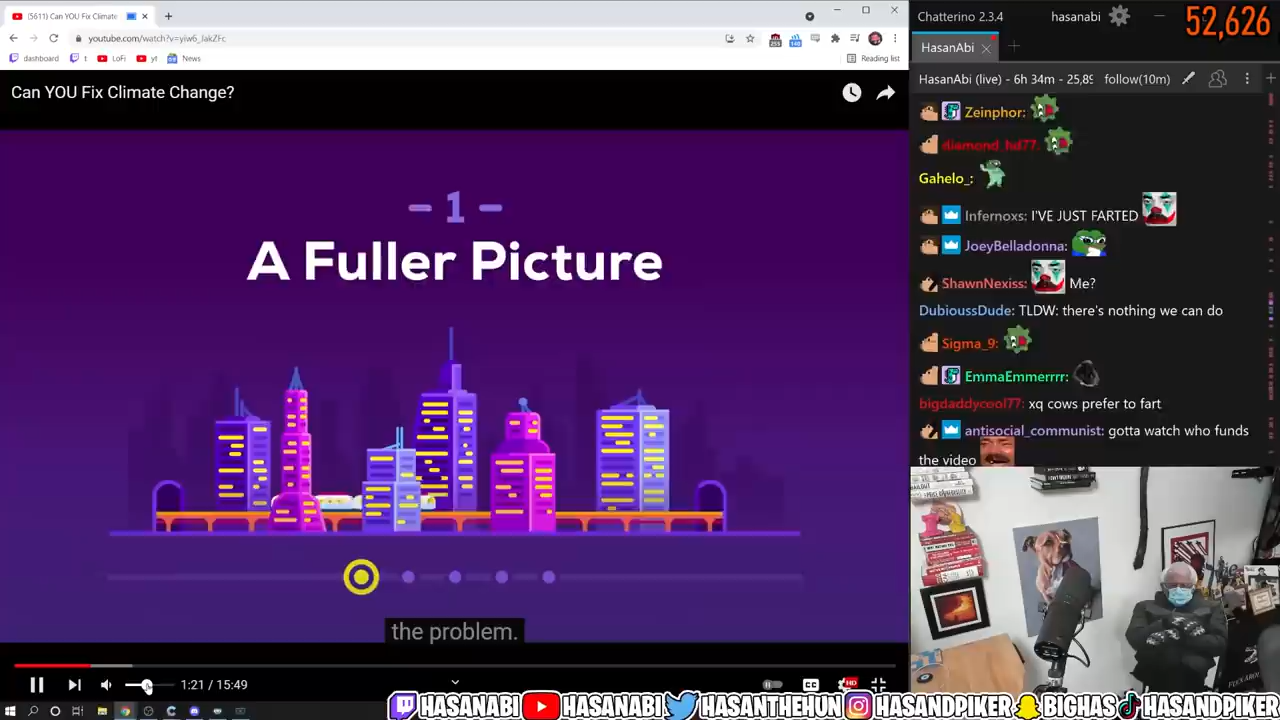 (5611) Can YOU Fix Climate
youtube.com/watch?v=yiw6_lakZFc
dashboard
t
LoFi
yt
News
Reading list
Can YOU Fix Climate Change?
– 1 –
A Fuller Picture
the problem.
1:21 / 15:49
CC
HD
Chatterino 2.3.4
hasanabi
52,626
HasanAbi
HasanAbi (live) - 6h 34m - 25,89
follow(10m)
Zeinphor:
diamond_hd77:
Gahelo_:
Infernoxs: I'VE JUST FARTED
JoeyBelladonna:
ShawnNexiss: Me?
DubioussDude: TLDW: there's nothing we can do
Sigma_9:
EmmaEmmerrrr:
bigdaddycool77: xq cows prefer to fart
antisocial_communist: gotta watch who funds
the video
HASANABI HASANABI HASANTHEHUN HASANDPIKER BIGHAS HASANDPIKER